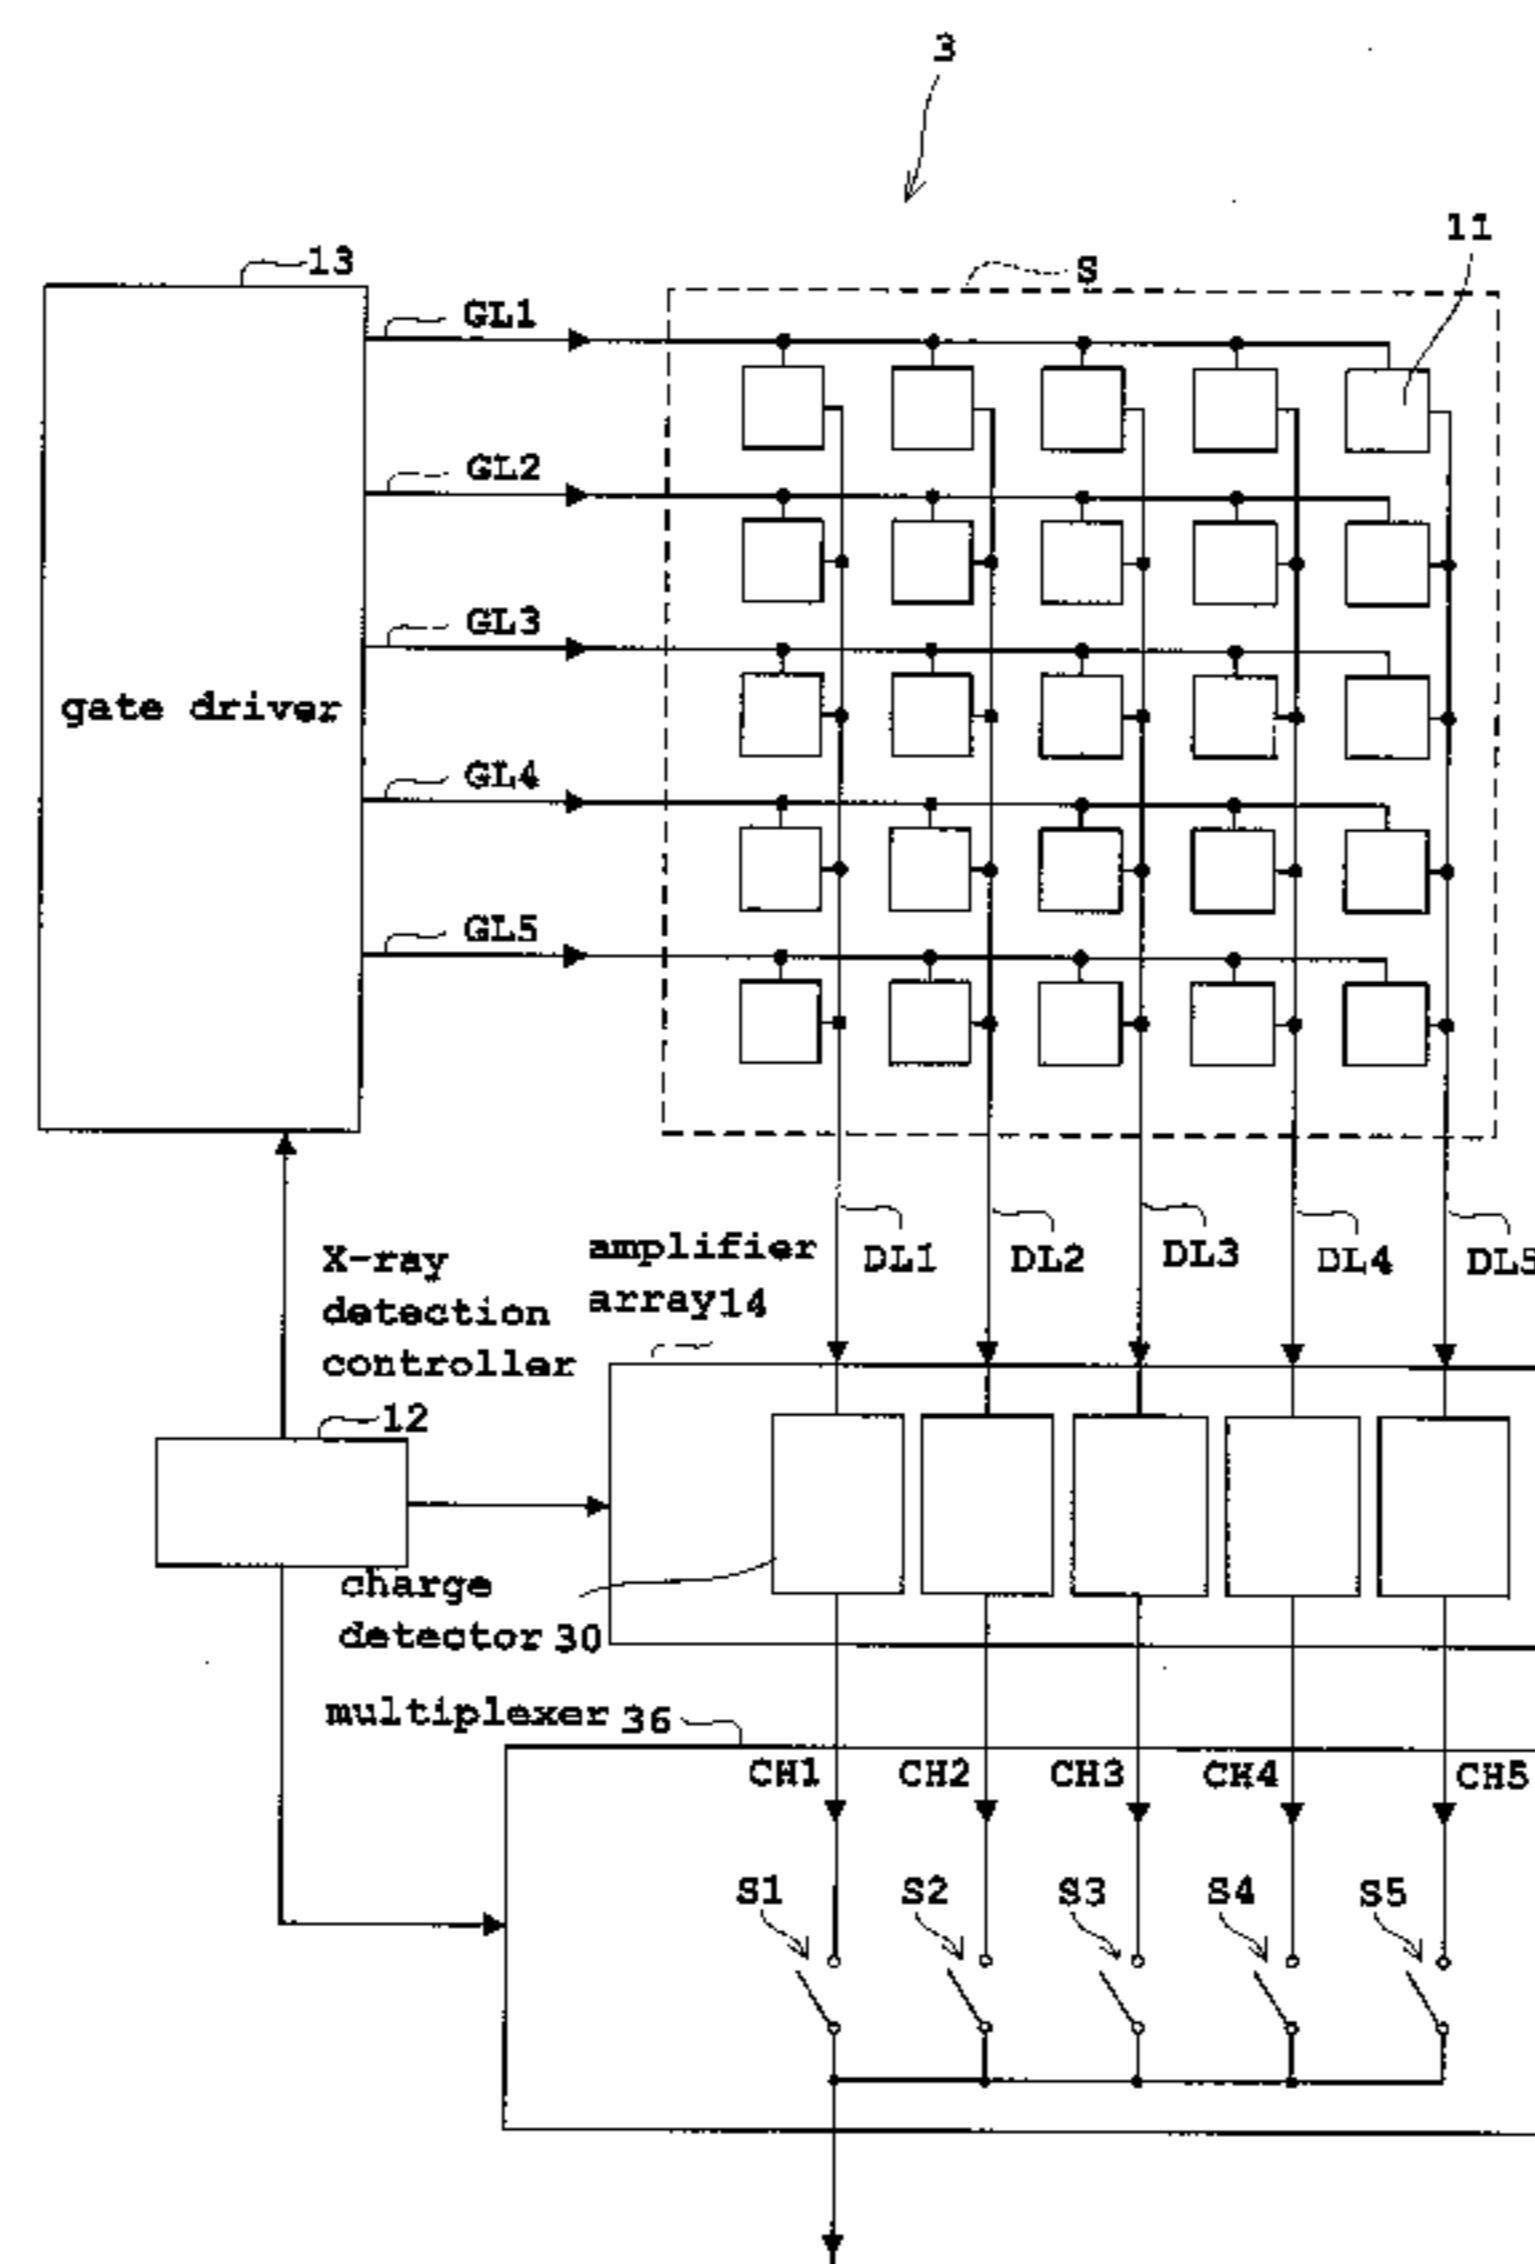 3
11
13
S
GL1
GL2
GL3
gate driver
GL4
GL5
X-ray
detection
controller
12
amplifier
array14
DL1
DL2
DL3
DL4
DL5
charge
detector 30
multiplexer 36
CH1
CH2
CH3
CH4
CH5
S1
S2
S3
S4
S5